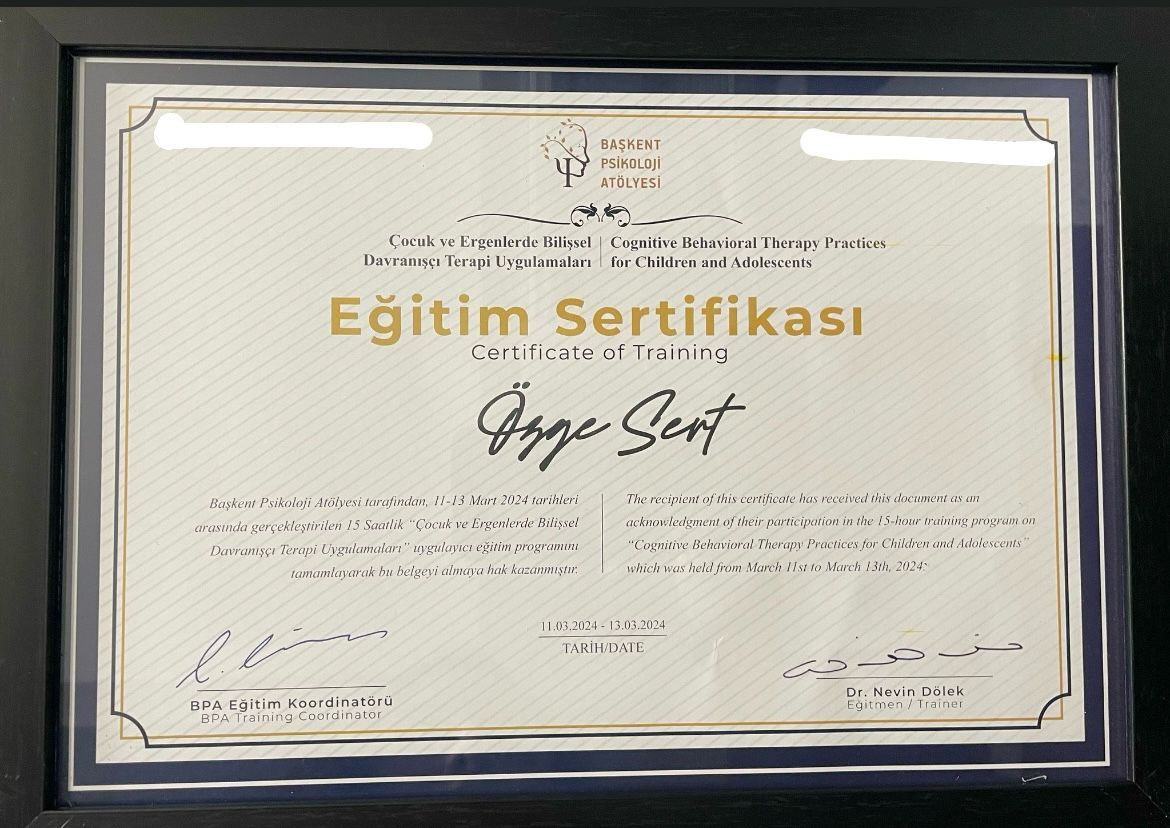 BAŞKENT
PSİKOLOJİ
ATÖLYESİ
Çocuk ve Ergenlerde Bilişsel
Davranışçı Terapi Uygulamaları
Cognitive Behavioral Therapy Practices
for Children and Adolescents
Eğitim Sertifikası
Certificate of Training
Özge Sert
Başkent Psikoloji Atölyesi tarafından, 11-13 Mart 2024 tarihleri
arasında gerçekleştirilen 15 Saatlik “Çocuk ve Ergenlerde Bilişsel
Davranışçı Terapi Uygulamaları” uygulayıcı eğitim programını
tamamlayarak bu belgeyi almaya hak kazanmıştır.
The recipient of this certificate has received this document as an
acknowledgment of their participation in the 15-hour training program on
“Cognitive Behavioral Therapy Practices for Children and Adolescents”
which was held from March 11st to March 13th, 2024.
11.03.2024 - 13.03.2024
TARİH/DATE
BPA Eğitim Koordinatörü
BPA Training Coordinator
Dr. Nevin Dölek
Eğitmen / Trainer